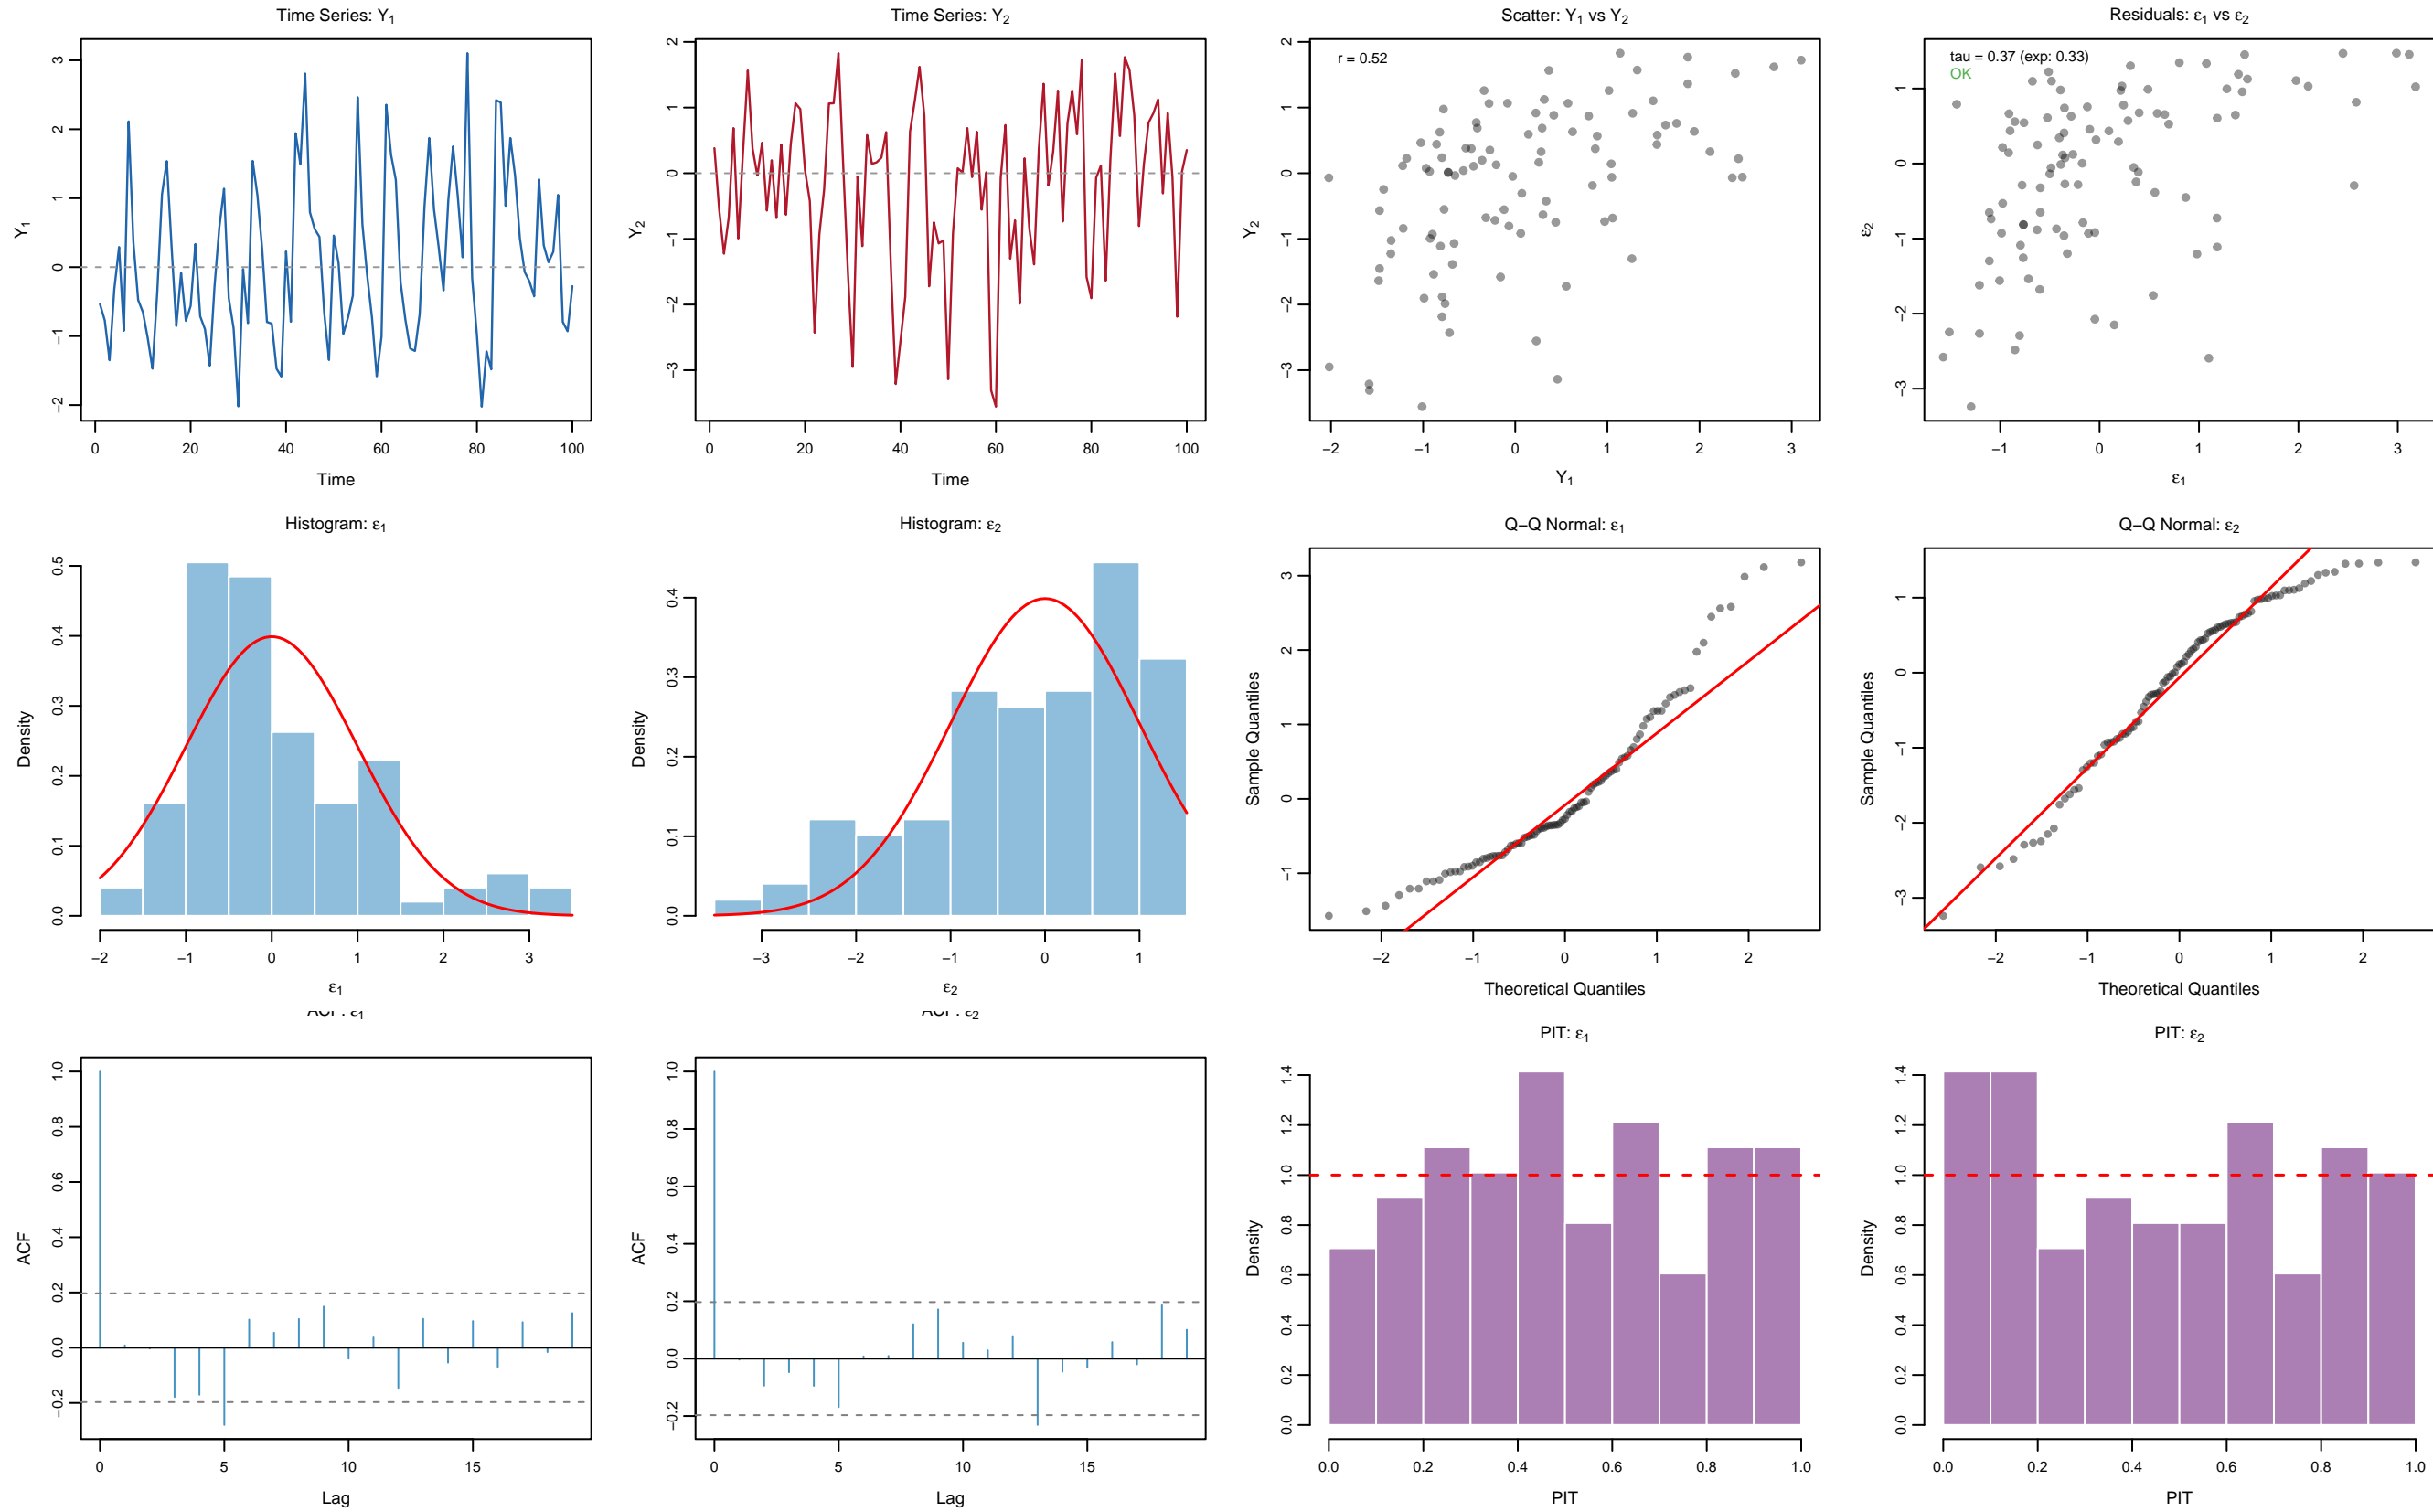 Time Series: Y1
3
2
1
0
−1
−2
Y1
0 20 40 60 80 100
Time
Time Series: Y2
2
1
0
−1
−2
−3
Y2
0 20 40 60 80 100
Time
Scatter: Y1 vs Y2
r = 0.52
2
1
0
−1
−2
−3
Y2
−2 −1 0 1 2 3
Y1
Residuals: ε1 vs ε2
tau = 0.37 (exp: 0.33)
OK
1
0
−1
−2
−3
ε2
−1 0 1 2 3
ε1
Histogram: ε1
0.5
0.4
0.3
0.2
0.1
0.0
Density
−2 −1 0 1 2 3
ε1
Histogram: ε2
0.4
0.3
0.2
0.1
0.0
Density
−3 −2 −1 0 1
ε2
Q−Q Normal: ε1
3
2
1
0
−1
Sample Quantiles
−2 −1 0 1 2
Theoretical Quantiles
Q−Q Normal: ε2
1
0
−1
−2
−3
Sample Quantiles
−2 −1 0 1 2
Theoretical Quantiles
ACF: ε1
1.0
0.8
0.6
0.4
0.2
0.0
−0.2
ACF
0 5 10 15
Lag
ACF: ε2
1.0
0.8
0.6
0.4
0.2
0.0
−0.2
ACF
0 5 10 15
Lag
PIT: ε1
1.4
1.2
1.0
0.8
0.6
0.4
0.2
0.0
Density
0.0 0.2 0.4 0.6 0.8 1.0
PIT
PIT: ε2
1.4
1.2
1.0
0.8
0.6
0.4
0.2
0.0
Density
0.0 0.2 0.4 0.6 0.8 1.0
PIT